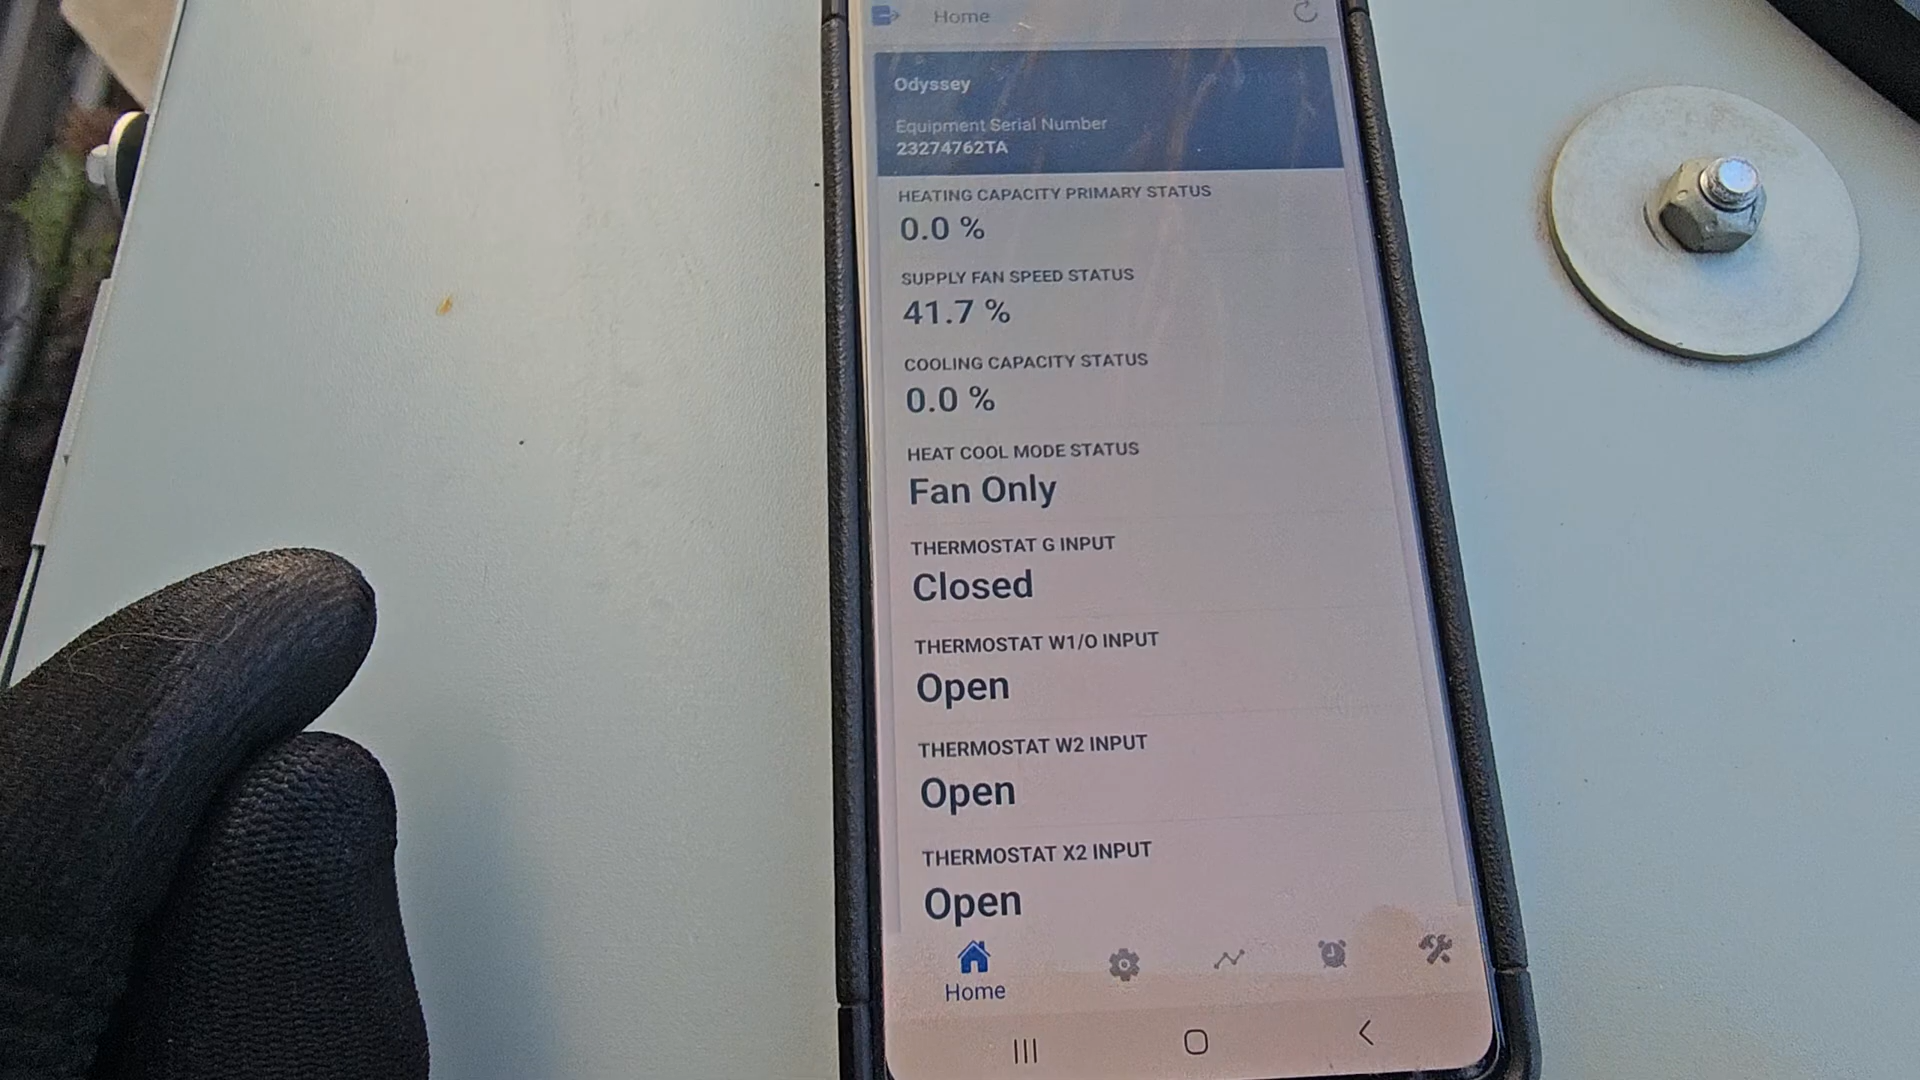 Home
Odyssey
Equipment Serial Number
23274762TA
HEATING CAPACITY PRIMARY STATUS
0.0 %
SUPPLY FAN SPEED STATUS
41.7 %
COOLING CAPACITY STATUS
0.0 %
HEAT COOL MODE STATUS
Fan Only
THERMOSTAT G INPUT
Closed
THERMOSTAT W1/O INPUT
Open
THERMOSTAT W2 INPUT
Open
THERMOSTAT X2 INPUT
Open
Home